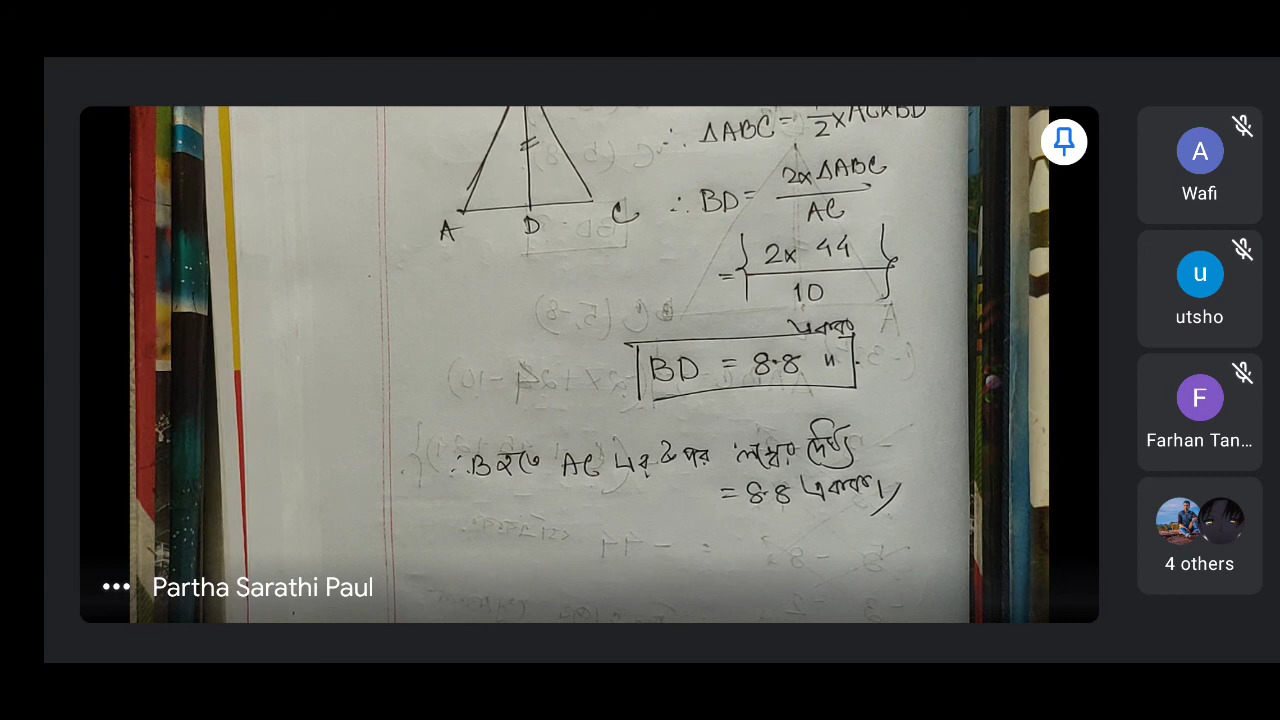 ∴ ΔABC = 1/2 × AC × BD
A
D
C
∴ BD = 2×ΔABC / AC
= { 2× 44 / 10 }
একক
BD = 8.8 " .
∴ B হতে AC এর উপর লম্বের দৈর্ঘ্য
= 8.8 একক।
Partha Sarathi Paul
A
Wafi
u
utsho
F
Farhan Tan...
4 others